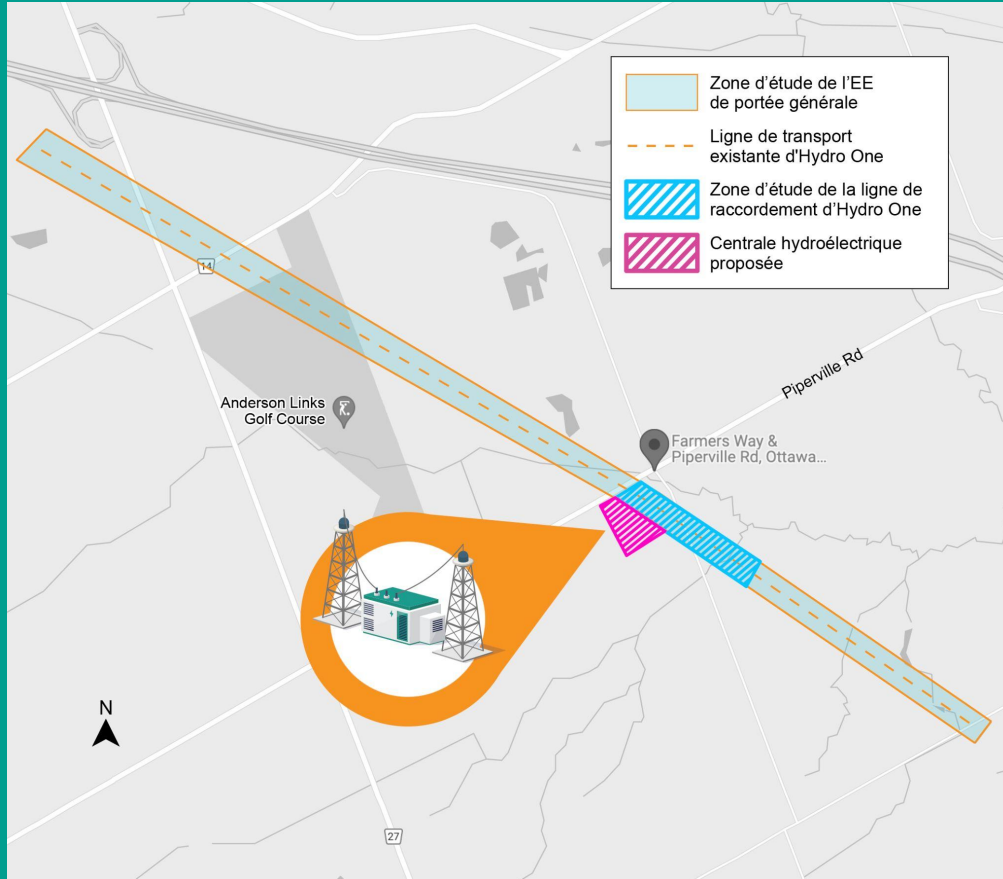 Zone d’étude de l’EE
de portée générale
Ligne de transport
existante d'Hydro One
Zone d’étude de la ligne de
raccordement d’Hydro One
Centrale hydroélectrique
proposée
14
Piperville Rd
Anderson Links
Golf Course
Farmers Way &
Piperville Rd, Ottawa...
N
27